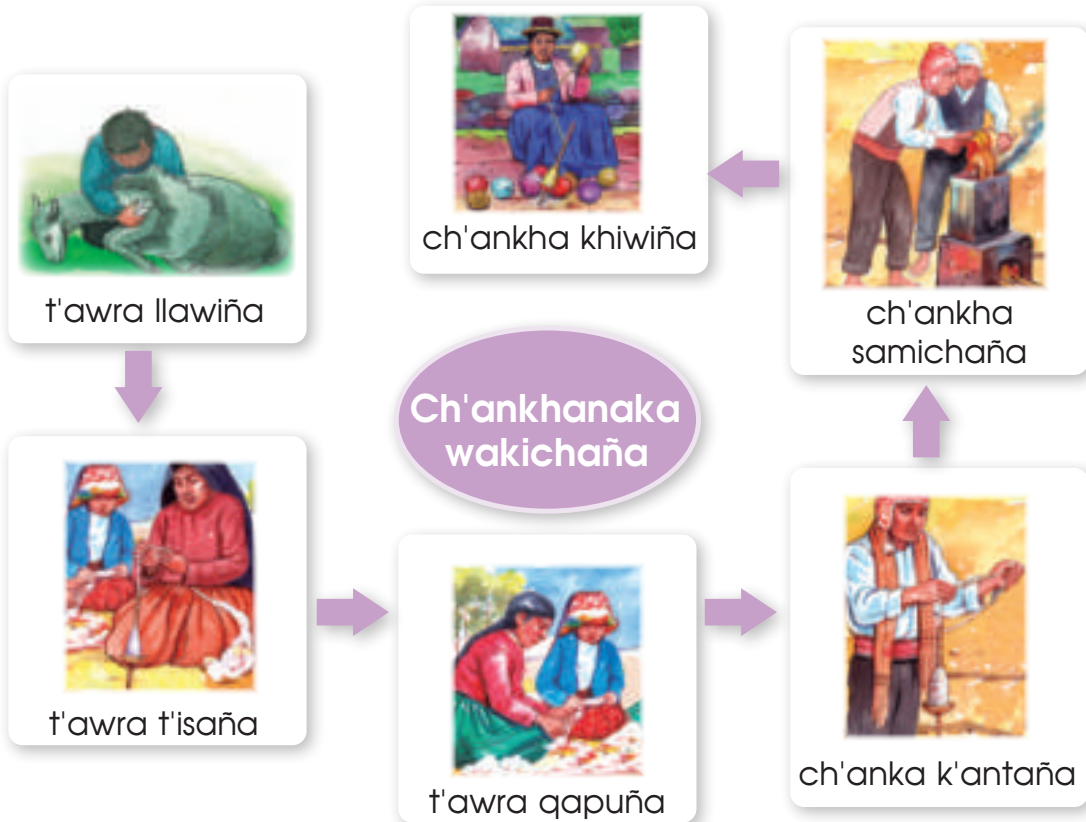 t'awra llawiña
t'awra t'isaña
t'awra qapuña
ch'anka k'antaña
ch'ankha
samichaña
ch'ankha khiwiña
Ch'ankhanaka
wakichaña